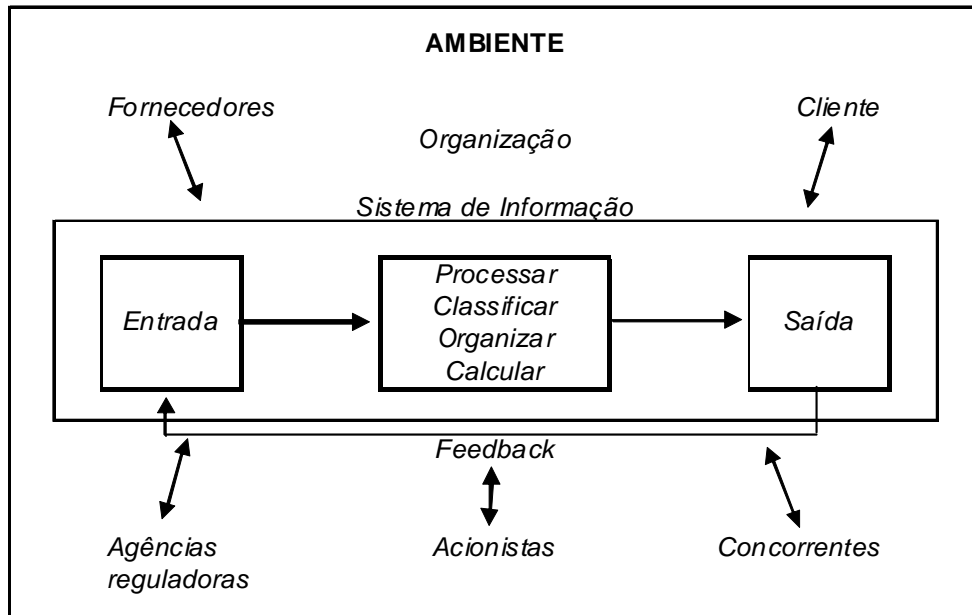 AMBIENTE
Fornecedores
Cliente
Organização
Sistema de Informação
Entrada
Processar
Classificar
Organizar
Calcular
Saída
Feedback
Agências
reguladoras
Acionistas
Concorrentes